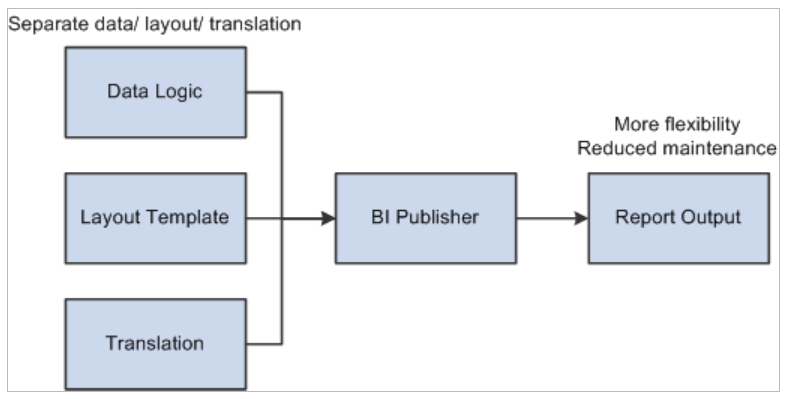 Separate data/ layout/ translation
Data Logic
More flexibility
Reduced maintenance
Layout Template
BI Publisher
Report Output
Translation